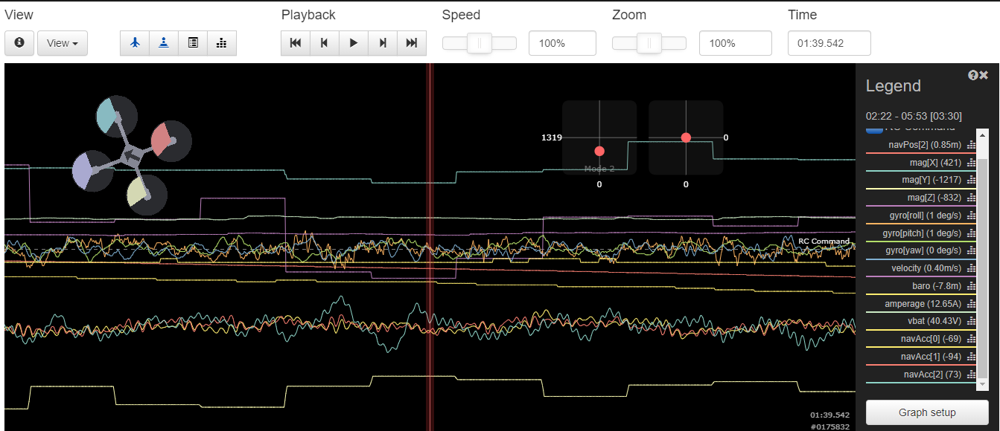 View
Playback
Speed
Zoom
Time
View
100%
100%
01:39.542
Legend
02:22 - 05:53 [03:30]
RC Command
navPos[2] (0.85m)
mag[X] (421)
mag[Y] (-1217)
mag[Z] (-832)
gyro[roll] (1 deg/s)
gyro[pitch] (1 deg/s)
gyro[yaw] (0 deg/s)
velocity (0.40m/s)
baro (-7.8m)
amperage (12.65A)
vbat (40.43V)
navAcc[0] (-69)
navAcc[1] (-94)
navAcc[2] (73)
Graph setup
1319
0
Mode 2
0
0
RC Command
01:39.542
#0175832